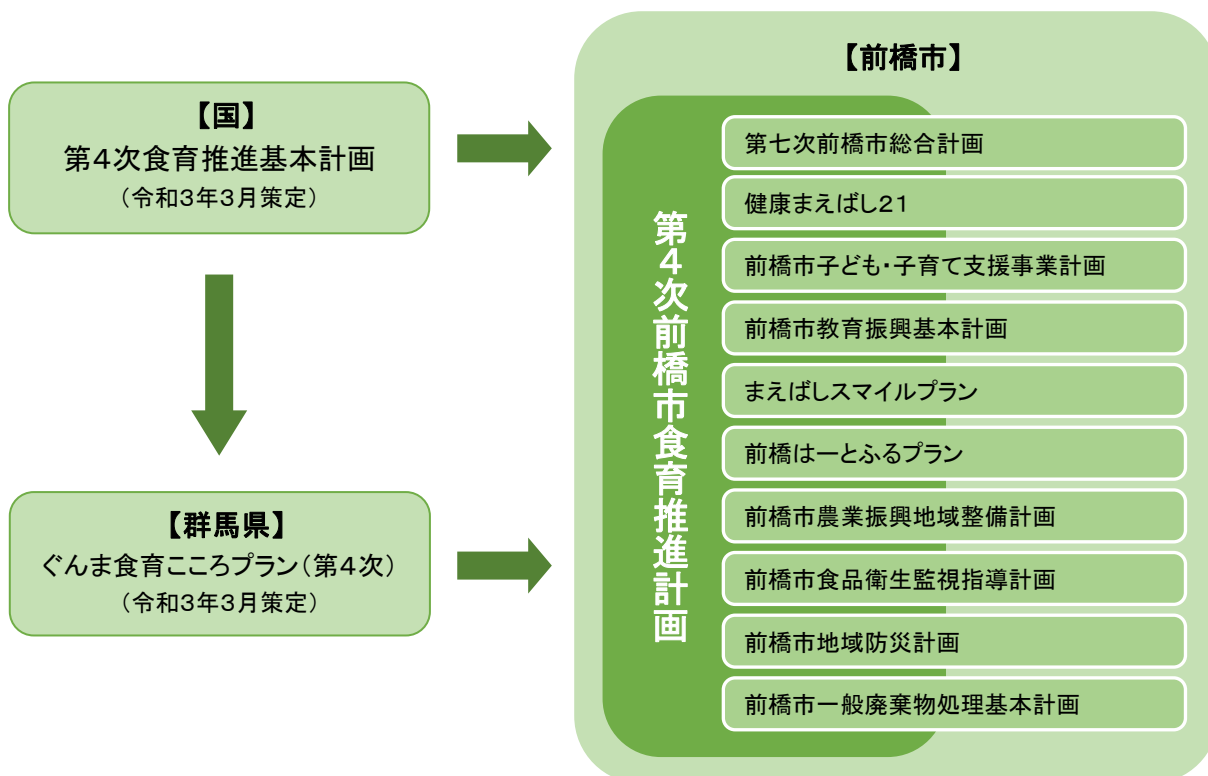 【国】
第4次食育推進基本計画
（令和3年3月策定）
【群馬県】
ぐんま食育こころプラン（第4次）
（令和3年3月策定）
【前橋市】
第4次前橋市食育推進計画
第七次前橋市総合計画
健康まえばし21
前橋市子ども・子育て支援事業計画
前橋市教育振興基本計画
まえばしスマイルプラン
前橋はーとふるプラン
前橋市農業振興地域整備計画
前橋市食品衛生監視指導計画
前橋市地域防災計画
前橋市一般廃棄物処理基本計画